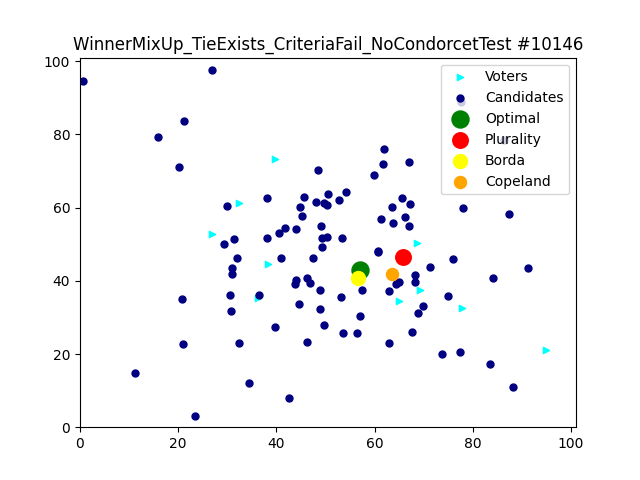 WinnerMixUp_TieExists_CriteriaFail_NoCondorcetTest #10146
Voters
Candidates
Optimal
Plurality
Borda
Copeland
100
80
60
40
20
0
0 20 40 60 80 100